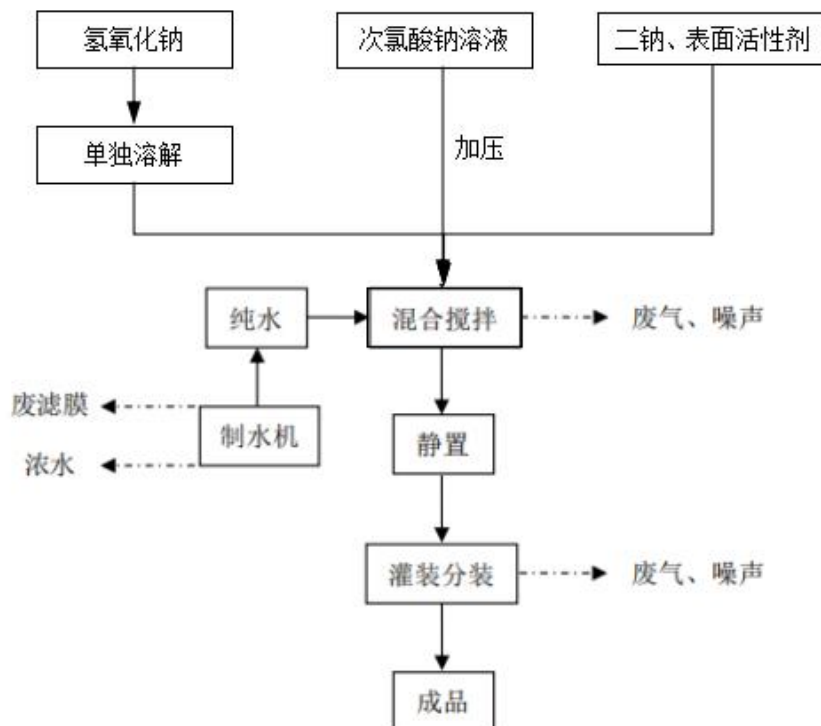 氢氧化钠
次氯酸钠溶液
二钠、表面活性剂
单独溶解
加压
纯水
混合搅拌
废气、噪声
废滤膜
制水机
浓水
静置
灌装分装
废气、噪声
成品